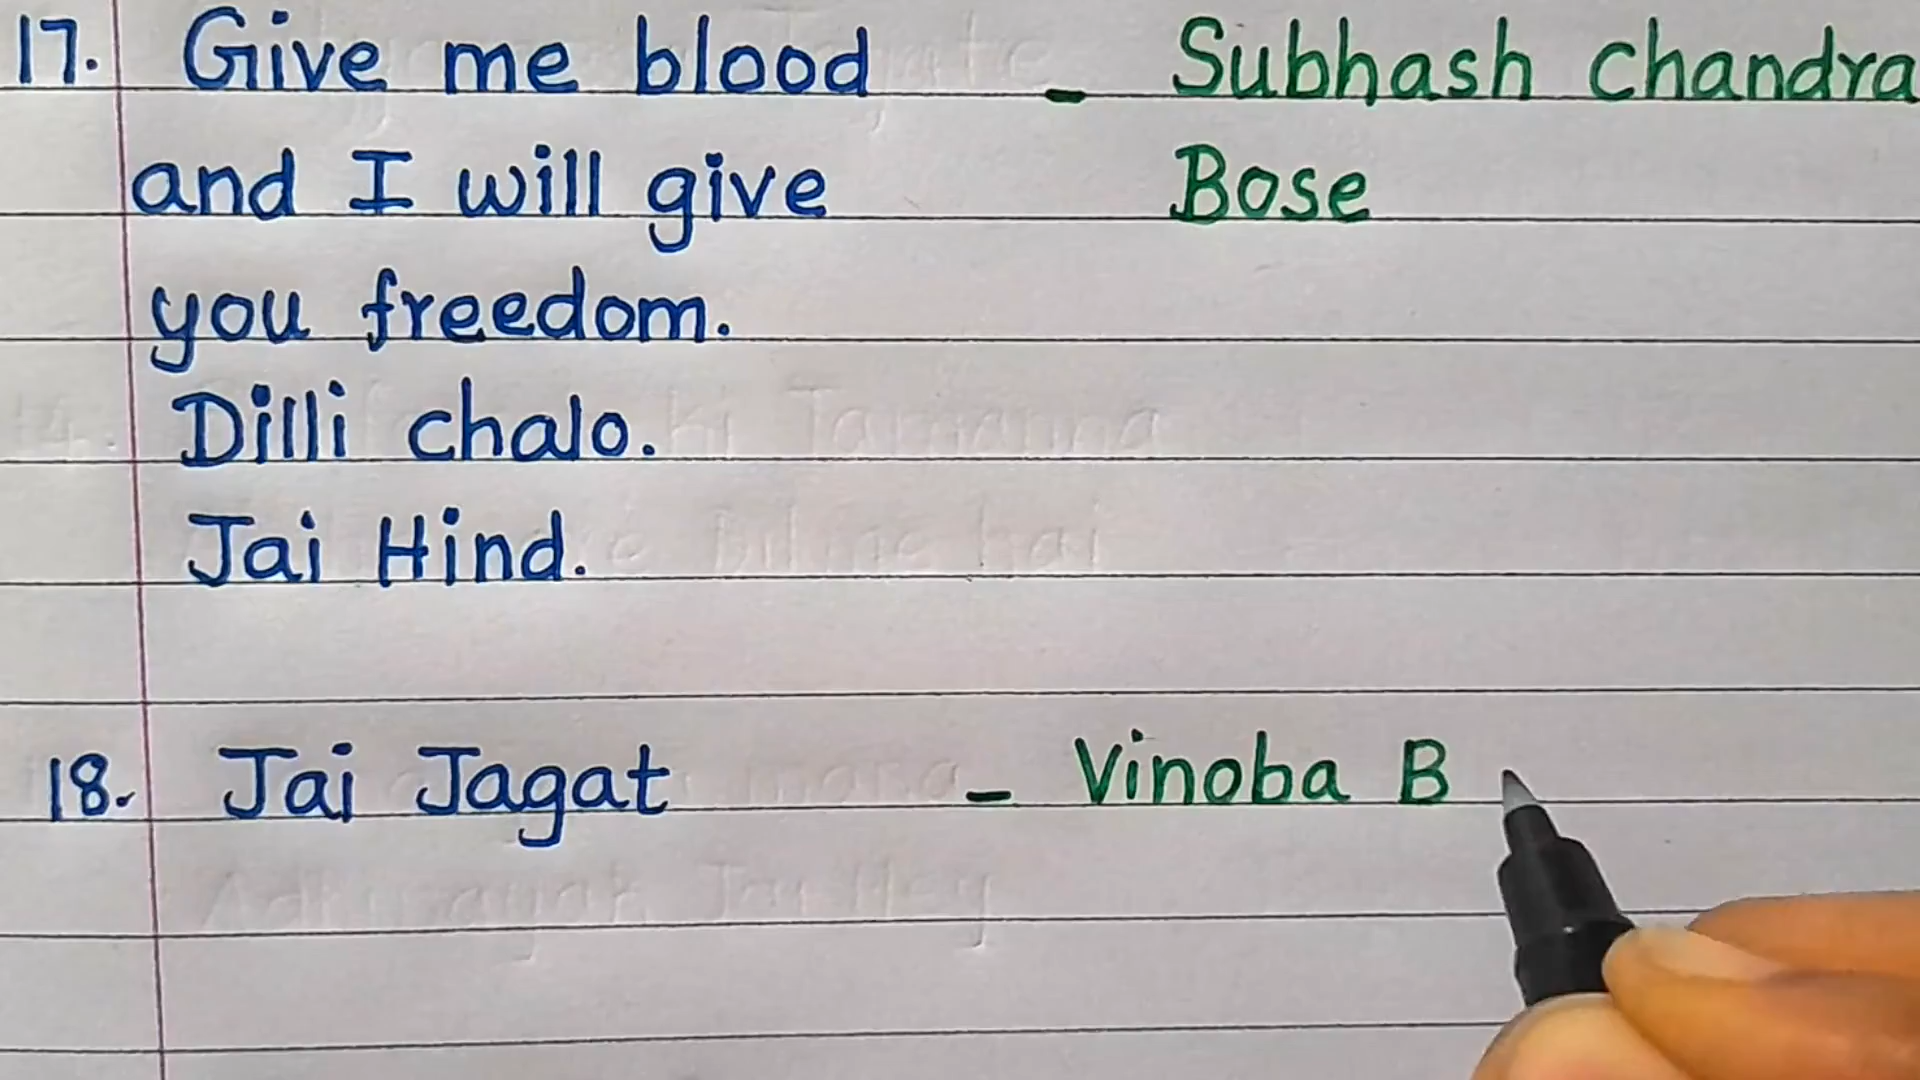 17. Give me blood - Subhash Chandra
and I will give Bose
you freedom.
Dilli chalo.
Jai Hind.
18. Jai Jagat - Vinoba B